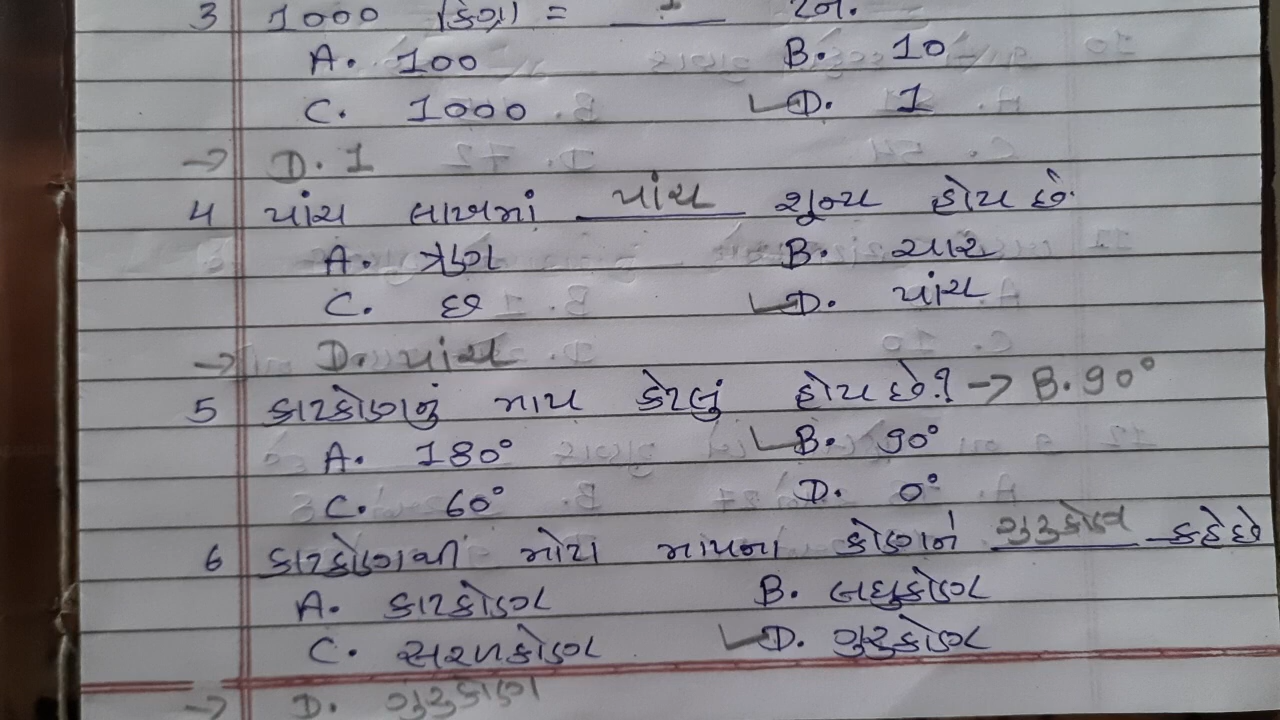 3 1000 કિગ્રા = 1 ટન.
A. 100 B. 10
C. 1000 D. 1
→ D. 1
4 પાંચ લાખમાં પાંચ શૂન્ય હોય છે.
A. ત્રણ B. ચાર
C. છ D. પાંચ
→ D. પાંચ
5 કાટકોણનું માપ કેટલું હોય છે? → B. 90°
A. 180° B. 90°
C. 60° D. 0°
6 કાટકોણથી મોટા માપના કોણને ગુરુકોણ કહે છે
A. કાટકોણ B. લઘુકોણ
C. સરળકોણ D. ગુરુકોણ
→ D. ગુરુકોણ